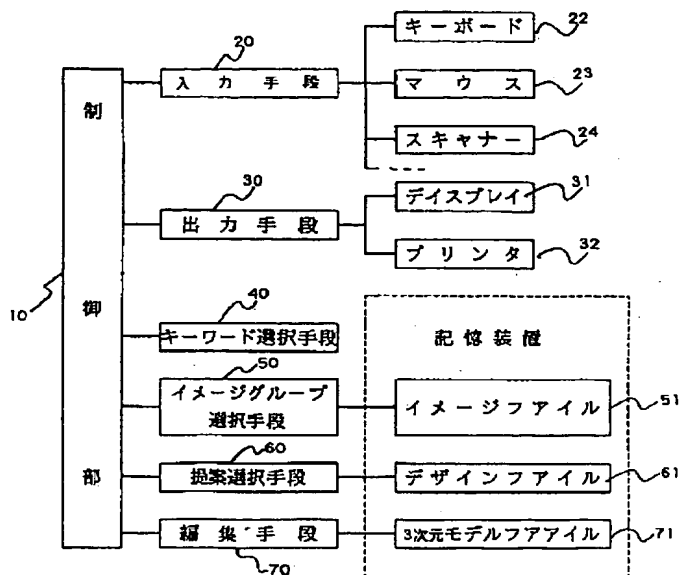 20
入力手段
キーボード
22
マウス
23
スキャナー
24
制御部
10
30
出力手段
デイスプレイ
31
プリンタ
32
40
キーワード選択手段
記憶装置
50
イメージグループ
選択手段
イメージファイル
51
60
提案選択手段
デザインファイル
61
編集手段
70
3次元モデルフアアイル
71